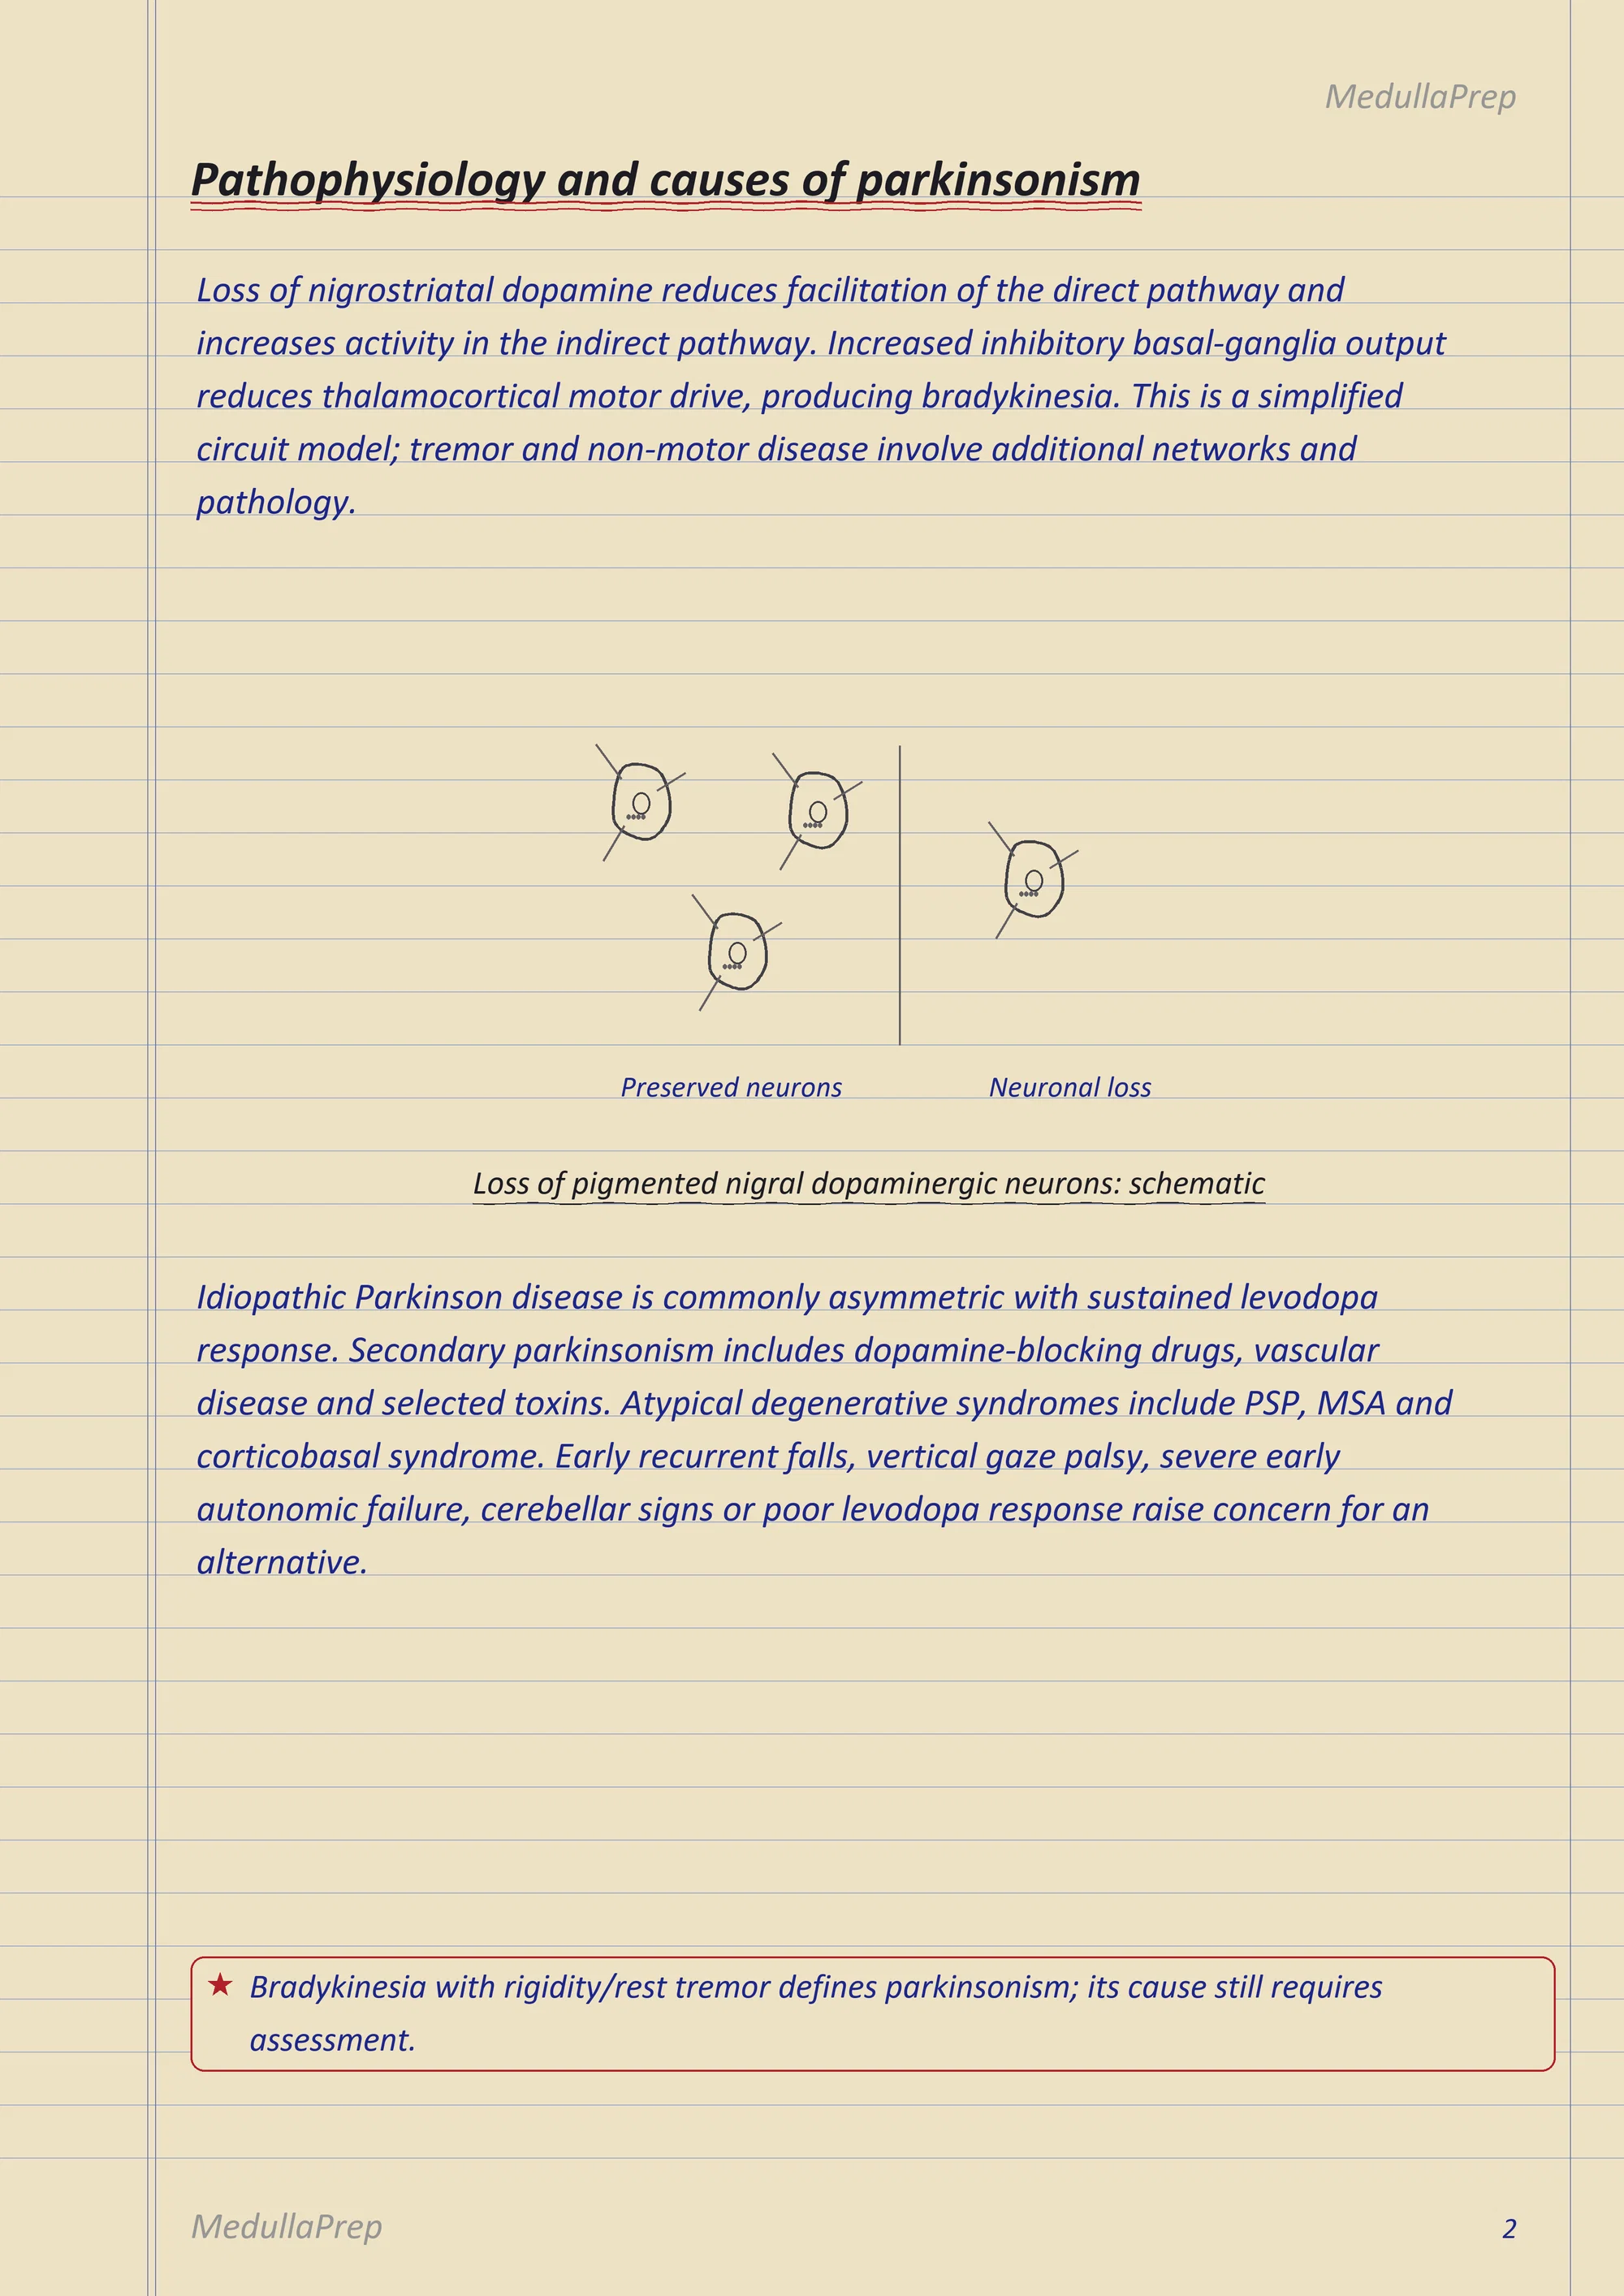 MedullaPrep
Pathophysiology and causes of parkinsonism
Loss of nigrostriatal dopamine reduces facilitation of the direct pathway and
increases activity in the indirect pathway. Increased inhibitory basal-ganglia output
reduces thalamocortical motor drive, producing bradykinesia. This is a simplified
circuit model; tremor and non-motor disease involve additional networks and
pathology.
Preserved neurons
Neuronal loss
Loss of pigmented nigral dopaminergic neurons: schematic
Idiopathic Parkinson disease is commonly asymmetric with sustained levodopa
response. Secondary parkinsonism includes dopamine-blocking drugs, vascular
disease and selected toxins. Atypical degenerative syndromes include PSP, MSA and
corticobasal syndrome. Early recurrent falls, vertical gaze palsy, severe early
autonomic failure, cerebellar signs or poor levodopa response raise concern for an
alternative.
★ Bradykinesia with rigidity/rest tremor defines parkinsonism; its cause still requires
assessment.
MedullaPrep
2